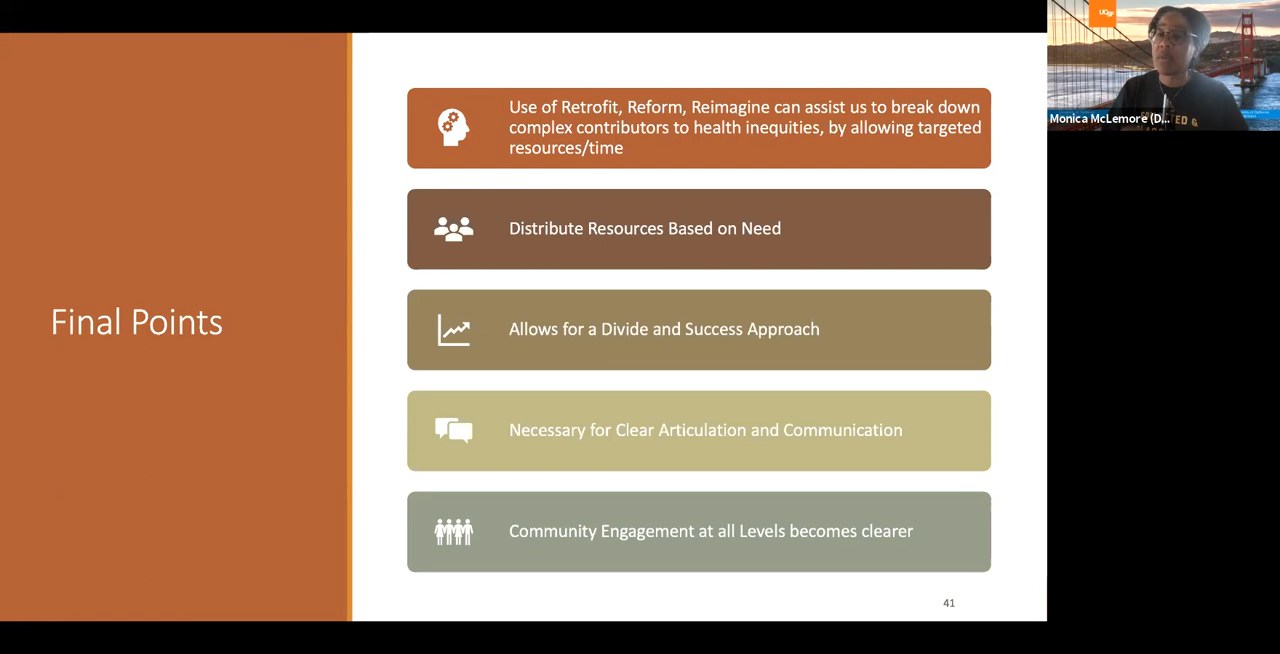 UCSF
Monica McLemore (D...
Final Points
Use of Retrofit, Reform, Reimagine can assist us to break down
complex contributors to health inequities, by allowing targeted
resources/time
Distribute Resources Based on Need
Allows for a Divide and Success Approach
Necessary for Clear Articulation and Communication
Community Engagement at all Levels becomes clearer
41